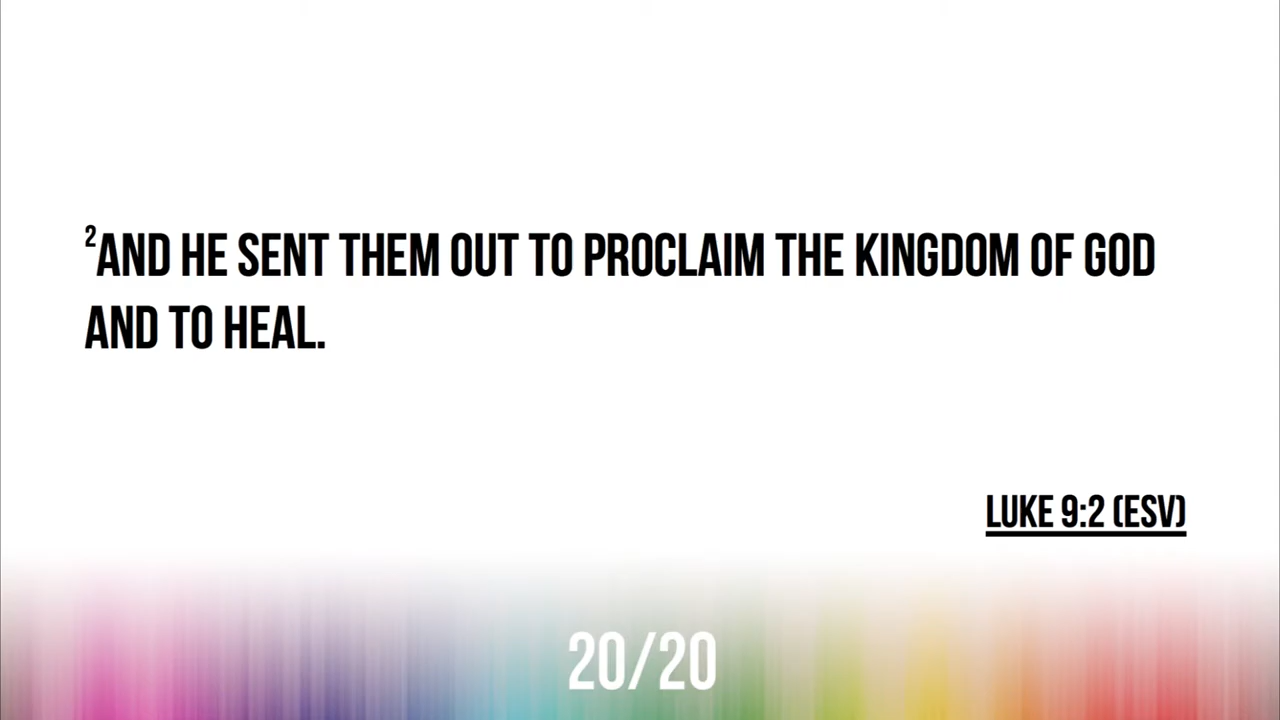 ²AND HE SENT THEM OUT TO PROCLAIM THE KINGDOM OF GOD
AND TO HEAL.
LUKE 9:2 (ESV)
20/20